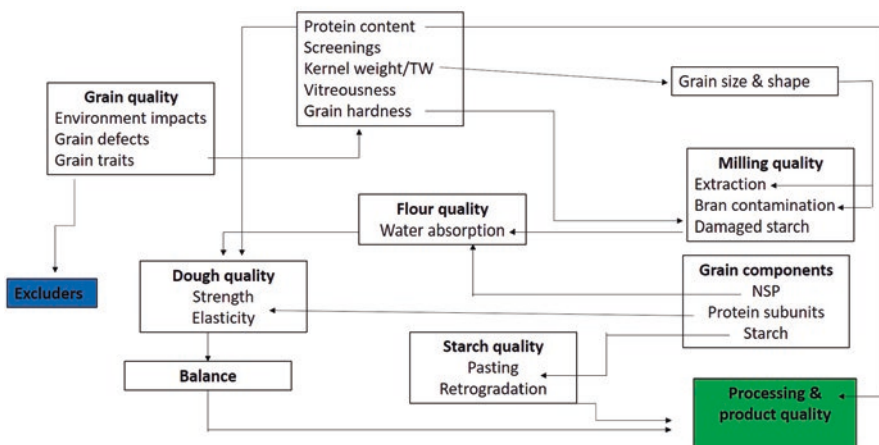 Protein content
Screenings
Kernel weight/TW
Vitreousness
Grain hardness
Grain size & shape
Grain quality
Environment impacts
Grain defects
Grain traits
Milling quality
Extraction
Bran contamination
Damaged starch
Flour quality
Water absorption
Excluders
Dough quality
Strength
Elasticity
Grain components
NSP
Protein subunits
Starch
Starch quality
Pasting
Retrogradation
Balance
Processing &
product quality